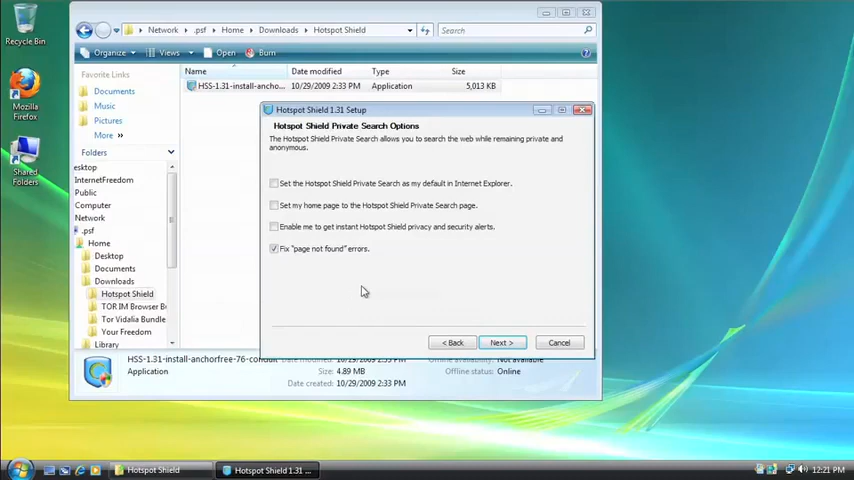 Recycle Bin
Mozilla
Firefox
Shared
Folders
Network
.psf
Home
Downloads
Hotspot Shield
Search
Organize
Views
Open
Burn
Favorite Links
Documents
Music
Pictures
More »
Folders
esktop
InternetFreedom
Public
Computer
Network
.psf
Home
Desktop
Documents
Downloads
Hotspot Shield
TOR IM Browser B
Tor Vidalia Bundle
Your Freedom
Library
Name
Date modified
Type
Size
HSS-1.31-install-ancho...
10/29/2009 2:33 PM
Application
5,013 KB
Hotspot Shield 1.31 Setup
Hotspot Shield Private Search Options
The Hotspot Shield Private Search allows you to search the web while remaining private and
anonymous.
Set the Hotspot Shield Private Search as my default in Internet Explorer.
Set my home page to the Hotspot Shield Private Search page.
Enable me to get instant Hotspot Shield privacy and security alerts.
Fix "page not found" errors.
< Back
Next >
Cancel
HSS-1.31-install-anchorfree-76-conduit
Application
10/29/2009 2:33 PM
4.89 MB
Date created: 10/29/2009 2:33 PM
Not available
Offline status: Online
Hotspot Shield
Hotspot Shield 1.31 ...
12:21 PM